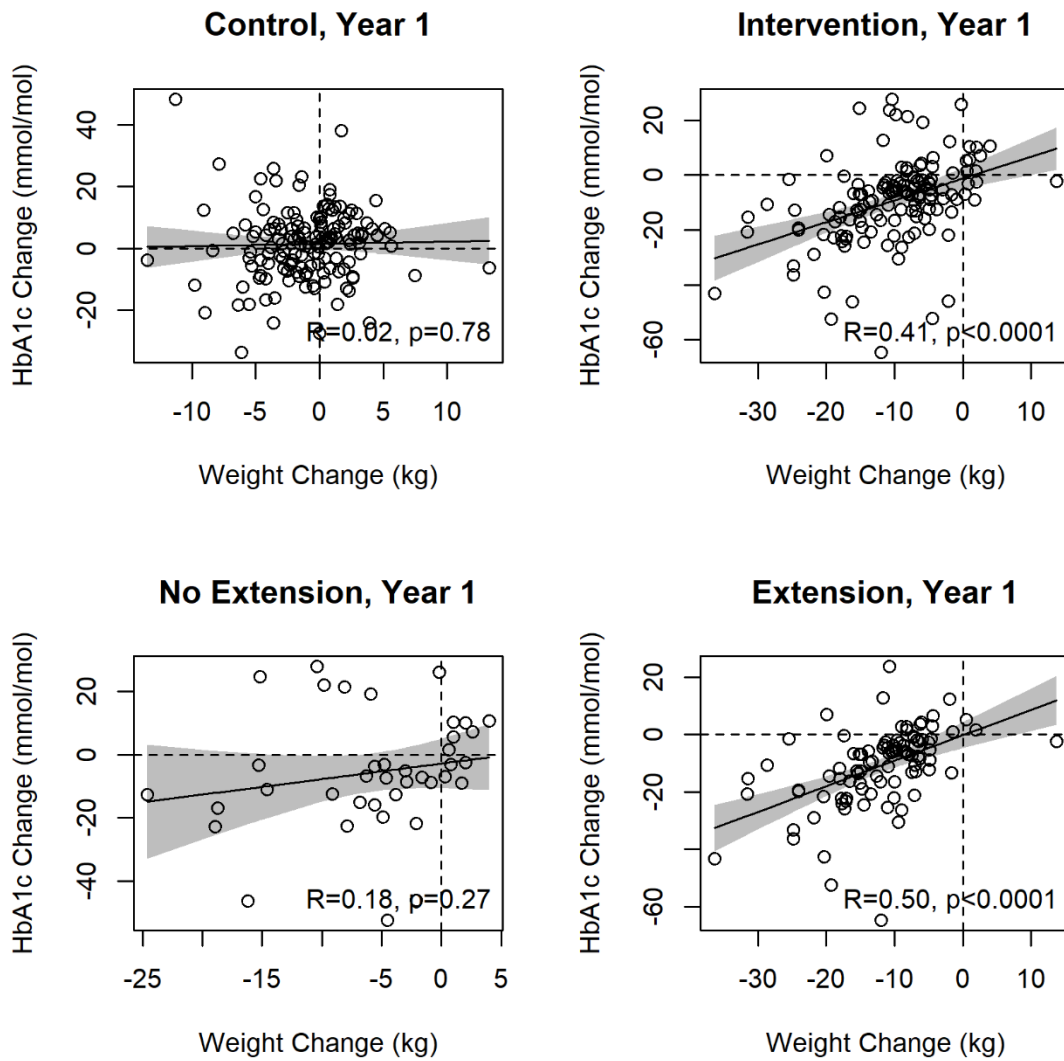 Control, Year 1
HbA1c Change (mmol/mol)
40
20
0
-20
R=0.02, p=0.78
-10
-5
0
5
10
Weight Change (kg)
Intervention, Year 1
HbA1c Change (mmol/mol)
20
0
-20
-60
R=0.41, p<0.0001
-30
-20
-10
0
10
Weight Change (kg)
No Extension, Year 1
HbA1c Change (mmol/mol)
20
0
-20
-40
R=0.18, p=0.27
-25
-15
-5
0
5
Weight Change (kg)
Extension, Year 1
HbA1c Change (mmol/mol)
20
0
-20
-60
R=0.50, p<0.0001
-30
-20
-10
0
10
Weight Change (kg)